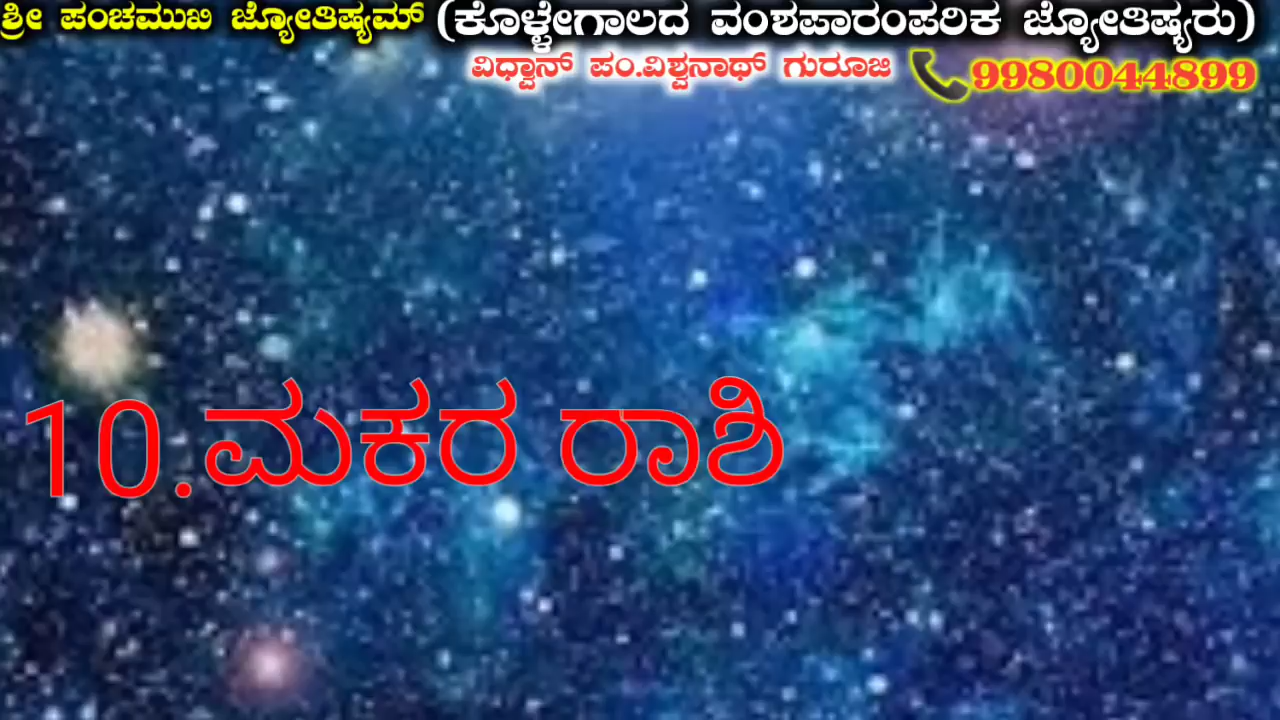 ಶ್ರೀ ಪಂಚಮುಖಿ ಜ್ಯೋತಿಷ್ಯಮ್ (ಕೊಳ್ಳೇಗಾಲದ ವಂಶಪಾರಂಪರಿಕ ಜ್ಯೋತಿಷ್ಯರು)
ವಿಧ್ವಾನ್ ಪಂ.ವಿಶ್ವನಾಥ್ ಗುರೂಜಿ 9980044899
10.ಮಕರ ರಾಶಿ